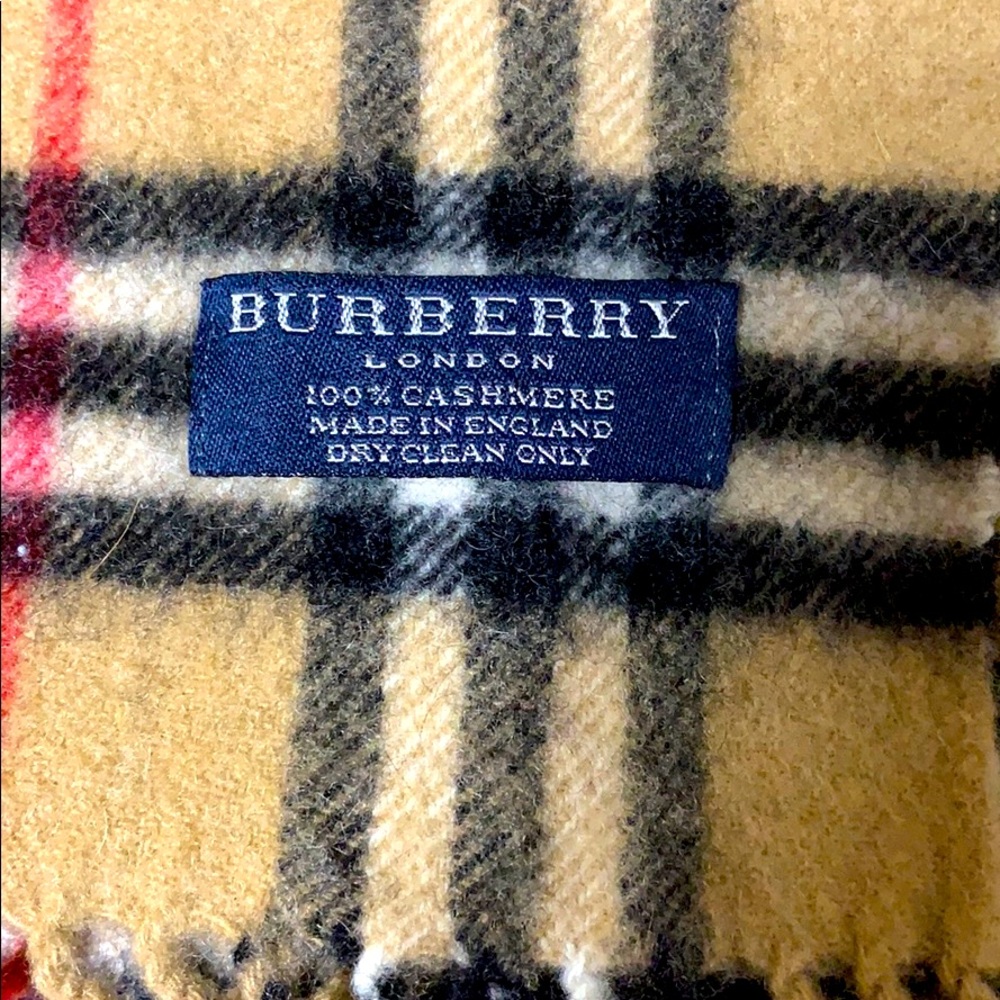 BURBERRY
LONDON
100% CASHMERE
MADE IN ENGLAND
DRY CLEAN ONLY